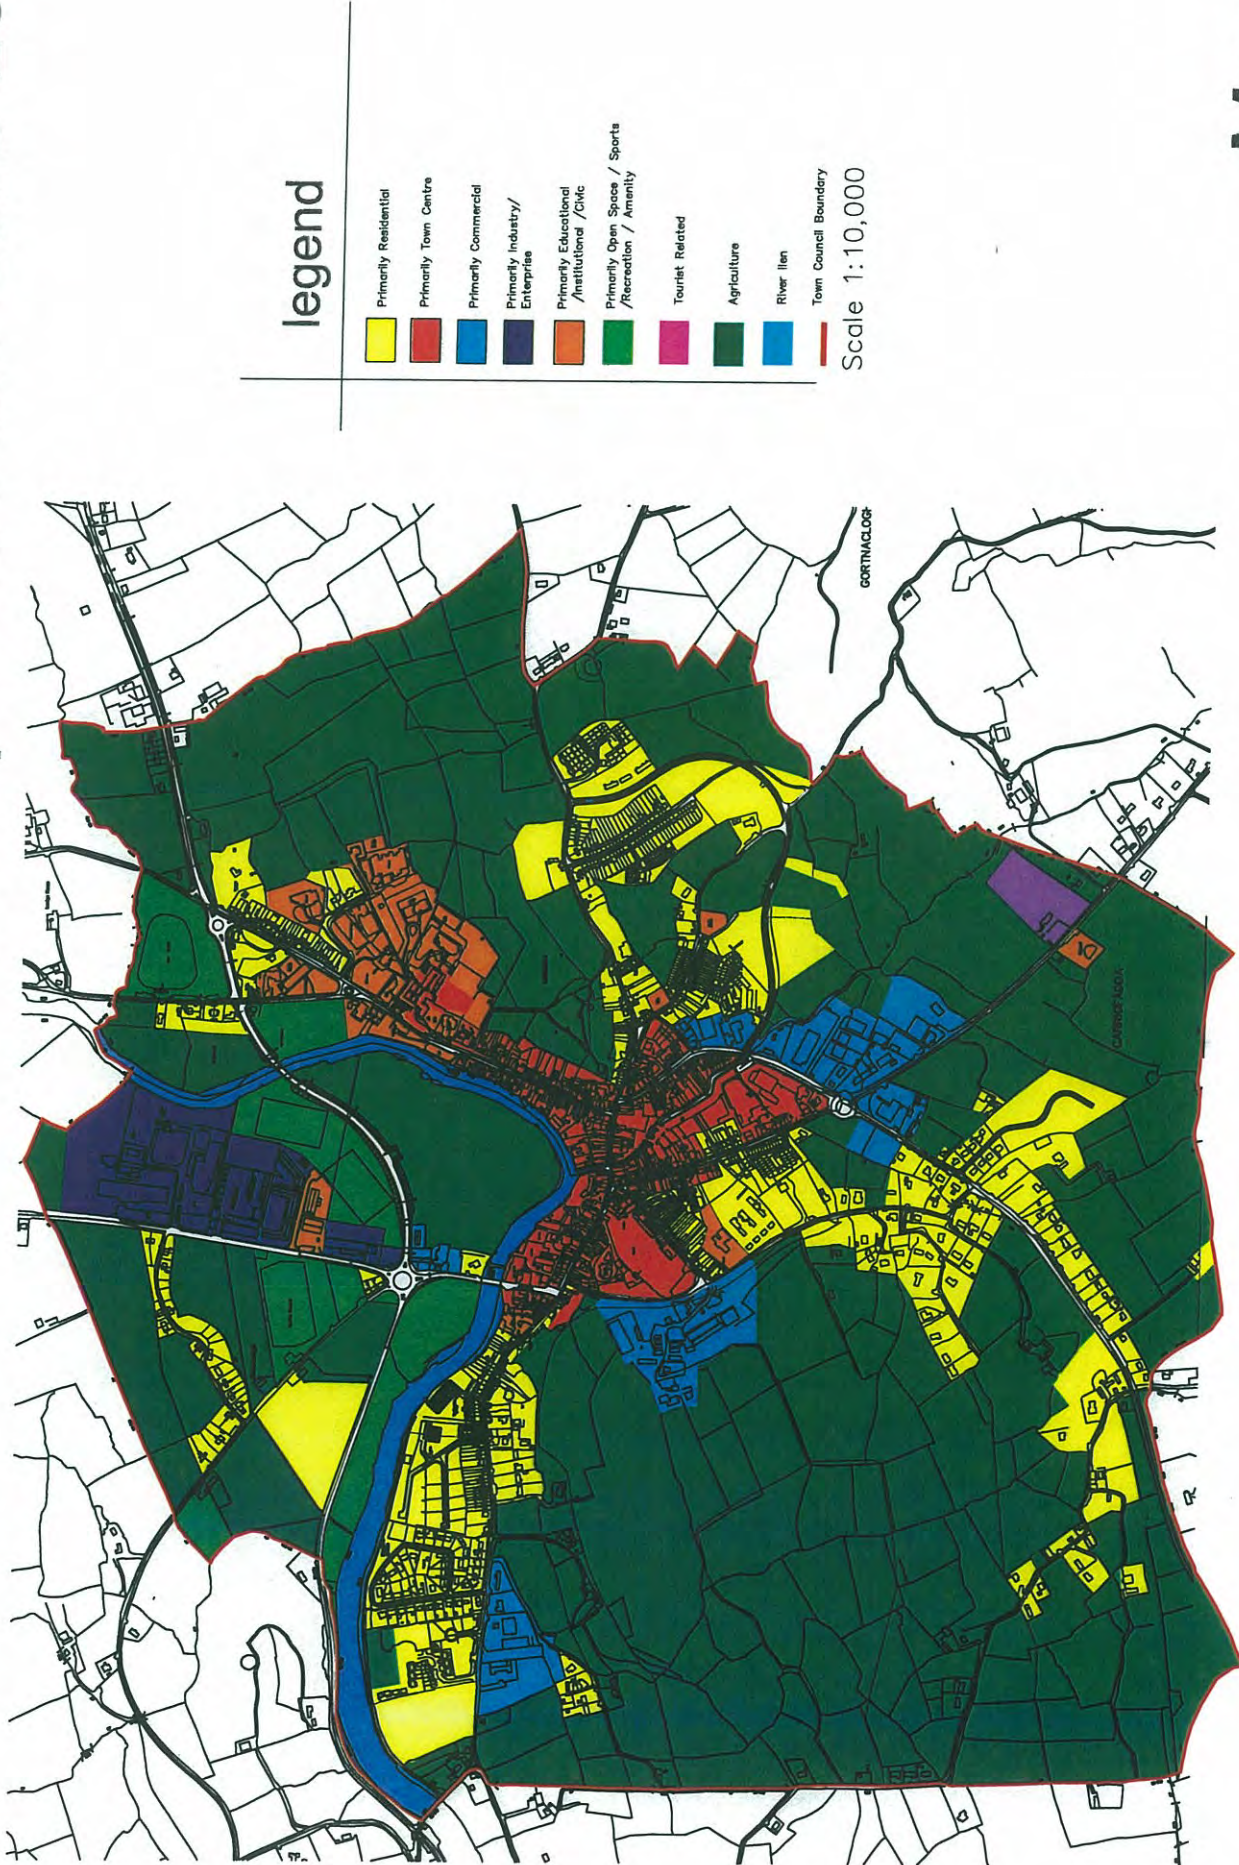 legend
Primarily Residential
Primarily Town Centre
Primarily Commercial
Primarily Industry/
Enterprise
Primarily Educational
/Institutional /Civic
Primarily Open Space / Sports
/Recreation / Amenity
Tourist Related
Agriculture
River Ilen
Town Council Boundary
Scale 1:10,000
GORTNACLOGH
R Y